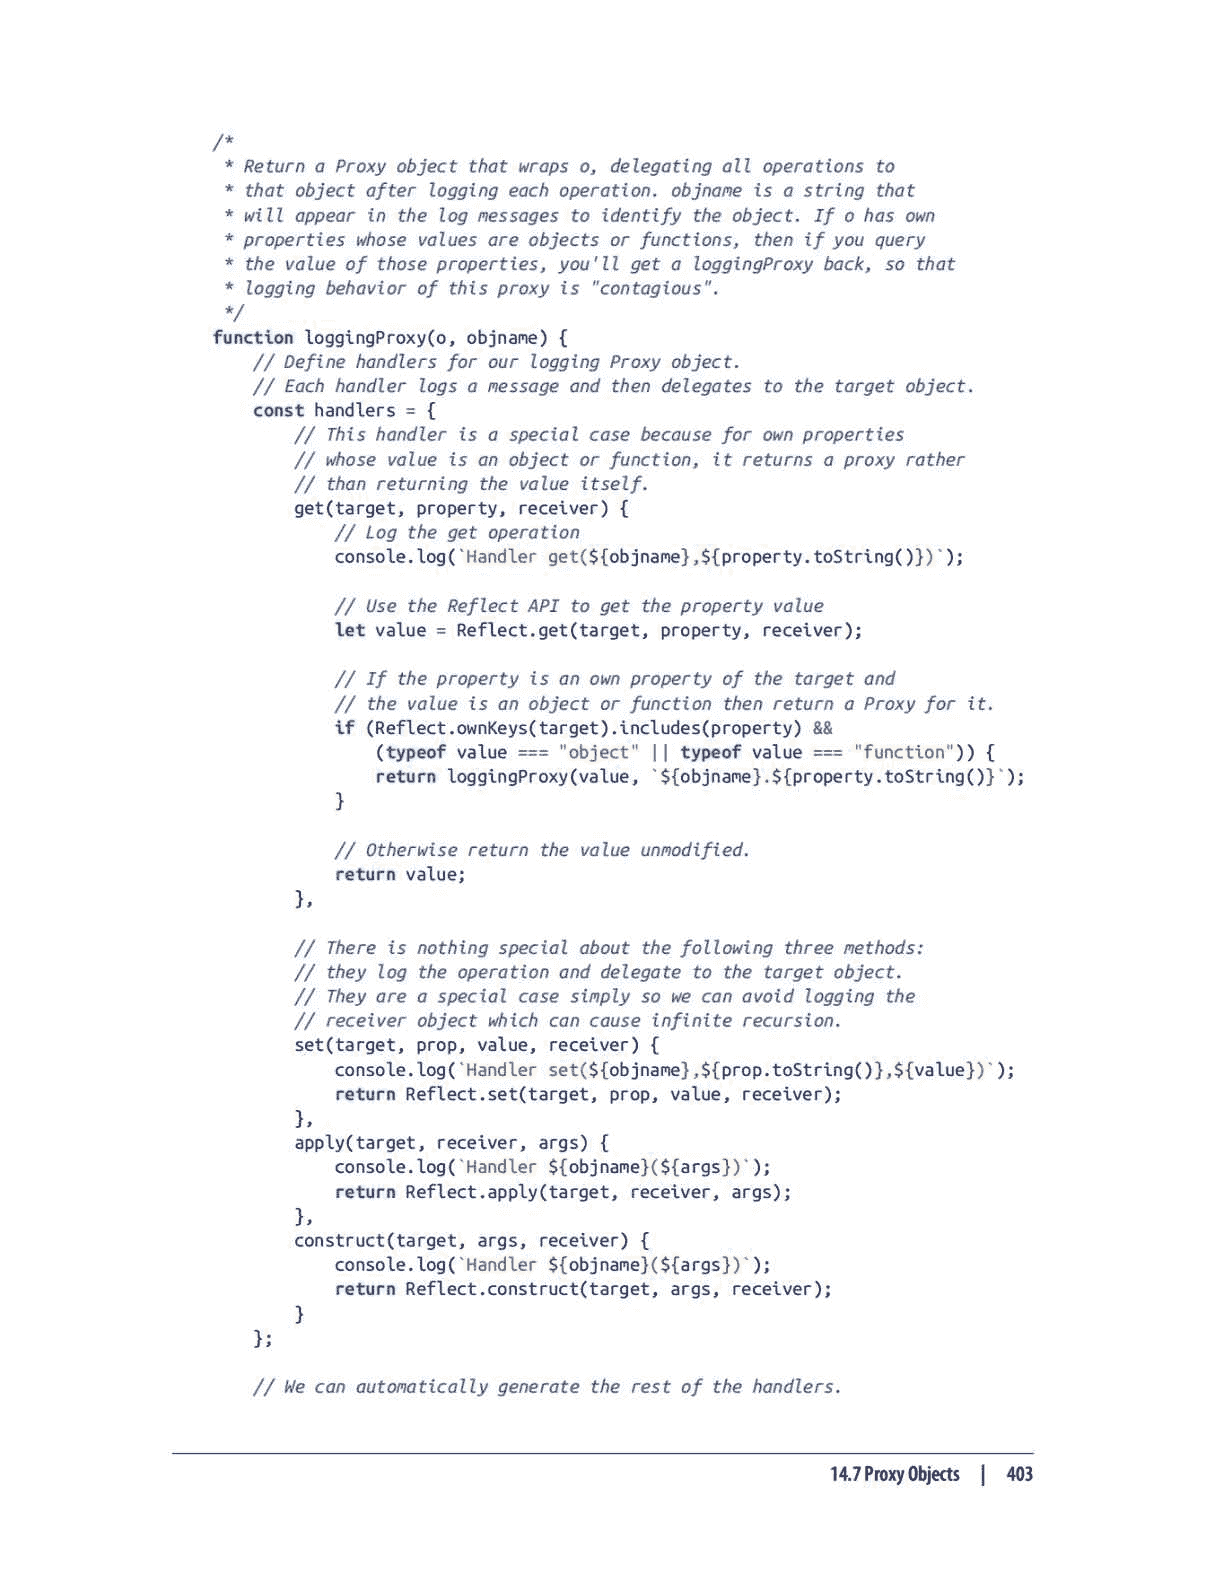 /*
 * Return a Proxy object that wraps o, delegating all operations to
 * that object after logging each operation. objname is a string that
 * will appear in the log messages to identify the object. If o has own
 * properties whose values are objects or functions, then if you query
 * the value of those properties, you'll get a loggingProxy back, so that
 * logging behavior of this proxy is "contagious".
 */
function loggingProxy(o, objname) {
    // Define handlers for our logging Proxy object.
    // Each handler logs a message and then delegates to the target object.
    const handlers = {
        // This handler is a special case because for own properties
        // whose value is an object or function, it returns a proxy rather
        // than returning the value itself.
        get(target, property, receiver) {
            // Log the get operation
            console.log(`Handler get(${objname},${property.toString()})`);

            // Use the Reflect API to get the property value
            let value = Reflect.get(target, property, receiver);

            // If the property is an own property of the target and
            // the value is an object or function then return a Proxy for it.
            if (Reflect.ownKeys(target).includes(property) &&
                (typeof value === "object" || typeof value === "function")) {
                return loggingProxy(value, `${objname}.${property.toString()}`);
            }

            // Otherwise return the value unmodified.
            return value;
        },

        // There is nothing special about the following three methods:
        // they log the operation and delegate to the target object.
        // They are a special case simply so we can avoid logging the
        // receiver object which can cause infinite recursion.
        set(target, prop, value, receiver) {
            console.log(`Handler set(${objname},${prop.toString()},${value})`);
            return Reflect.set(target, prop, value, receiver);
        },
        apply(target, receiver, args) {
            console.log(`Handler ${objname}(${args})`);
            return Reflect.apply(target, receiver, args);
        },
        construct(target, args, receiver) {
            console.log(`Handler ${objname}(${args})`);
            return Reflect.construct(target, args, receiver);
        }
    };

    // We can automatically generate the rest of the handlers.
14.7 Proxy Objects | 403